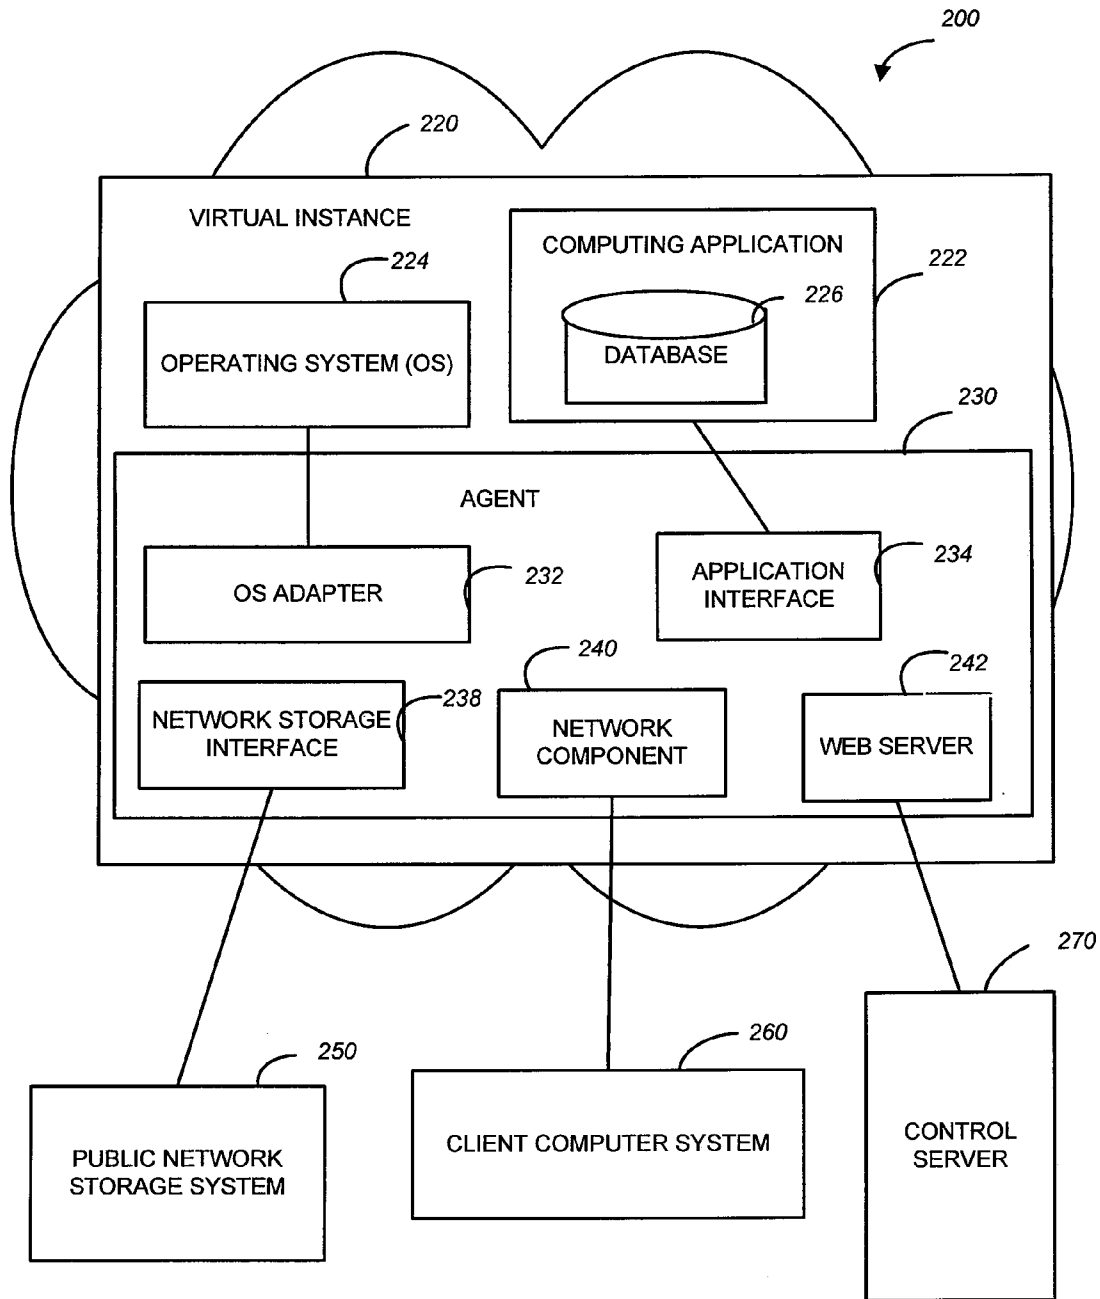 200
220
VIRTUAL INSTANCE
COMPUTING APPLICATION
224
222
226
OPERATING SYSTEM (OS)
DATABASE
230
AGENT
OS ADAPTER
232
APPLICATION
INTERFACE
234
240
242
238
NETWORK STORAGE
INTERFACE
NETWORK
COMPONENT
WEB SERVER
270
250
260
PUBLIC NETWORK
STORAGE SYSTEM
CLIENT COMPUTER SYSTEM
CONTROL
SERVER